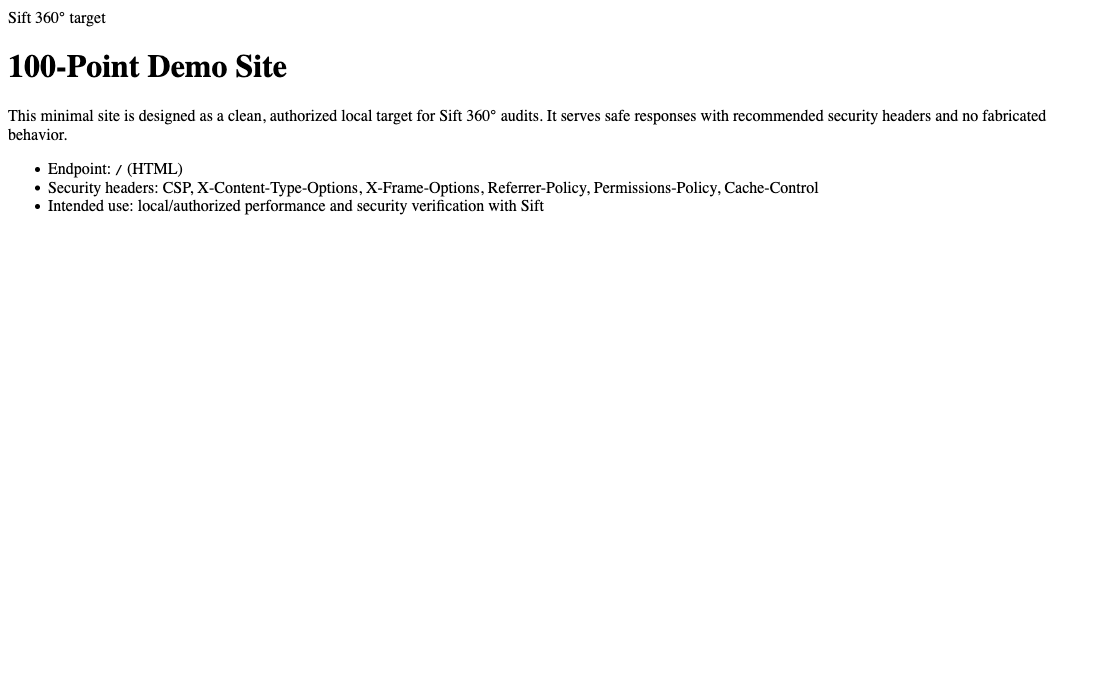 Sift 360° target
100-Point Demo Site
This minimal site is designed as a clean, authorized local target for Sift 360° audits. It serves safe responses with recommended security headers and no fabricated
behavior.
• Endpoint: / (HTML)
• Security headers: CSP, X-Content-Type-Options, X-Frame-Options, Referrer-Policy, Permissions-Policy, Cache-Control
• Intended use: local/authorized performance and security verification with Sift